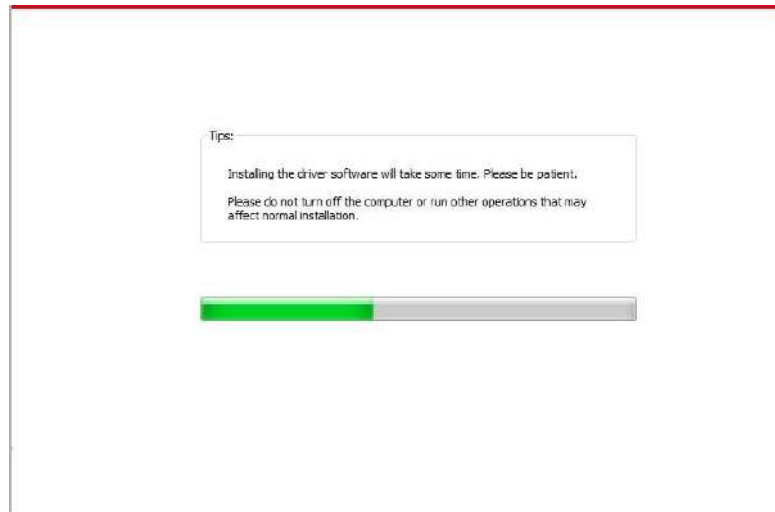 Tips:
Installing the driver software will take some time. Please be patient.
Please do not turn off the computer or run other operations that may
affect normal installation.